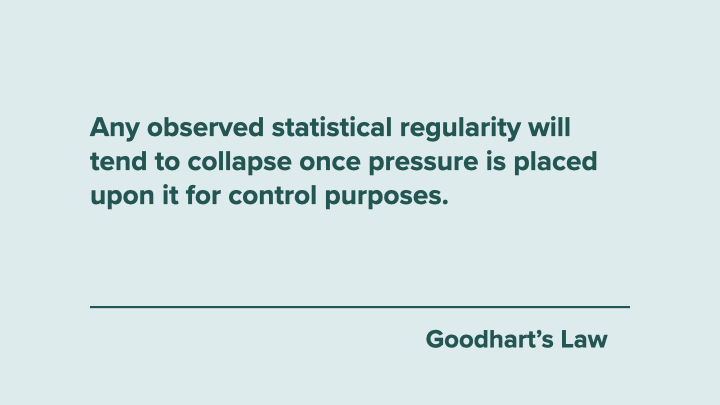 Any observed statistical regularity will
tend to collapse once pressure is placed
upon it for control purposes.
Goodhart’s Law